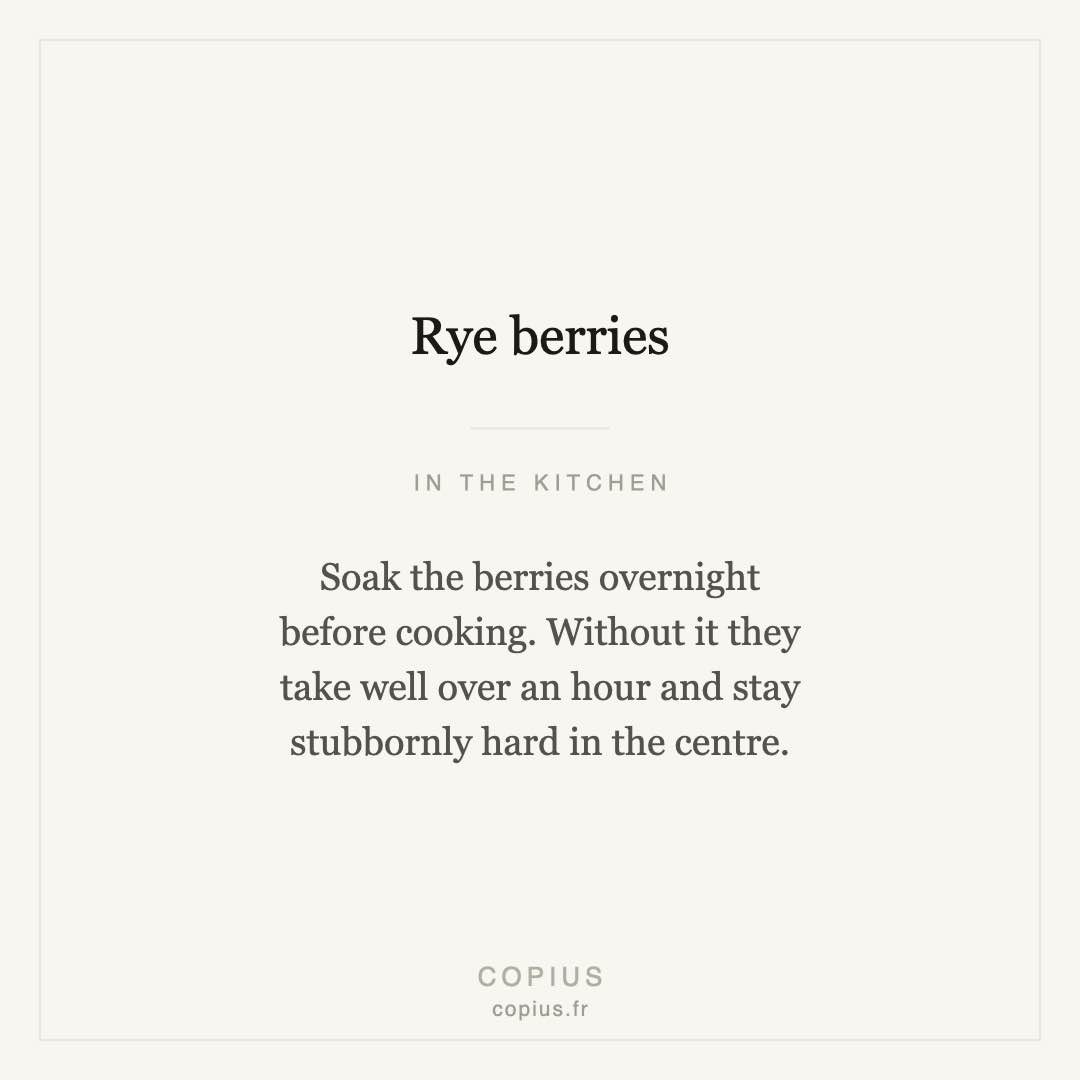 Rye berries
IN THE KITCHEN
Soak the berries overnight
before cooking. Without it they
take well over an hour and stay
stubbornly hard in the centre.
COPIUS
copius.fr